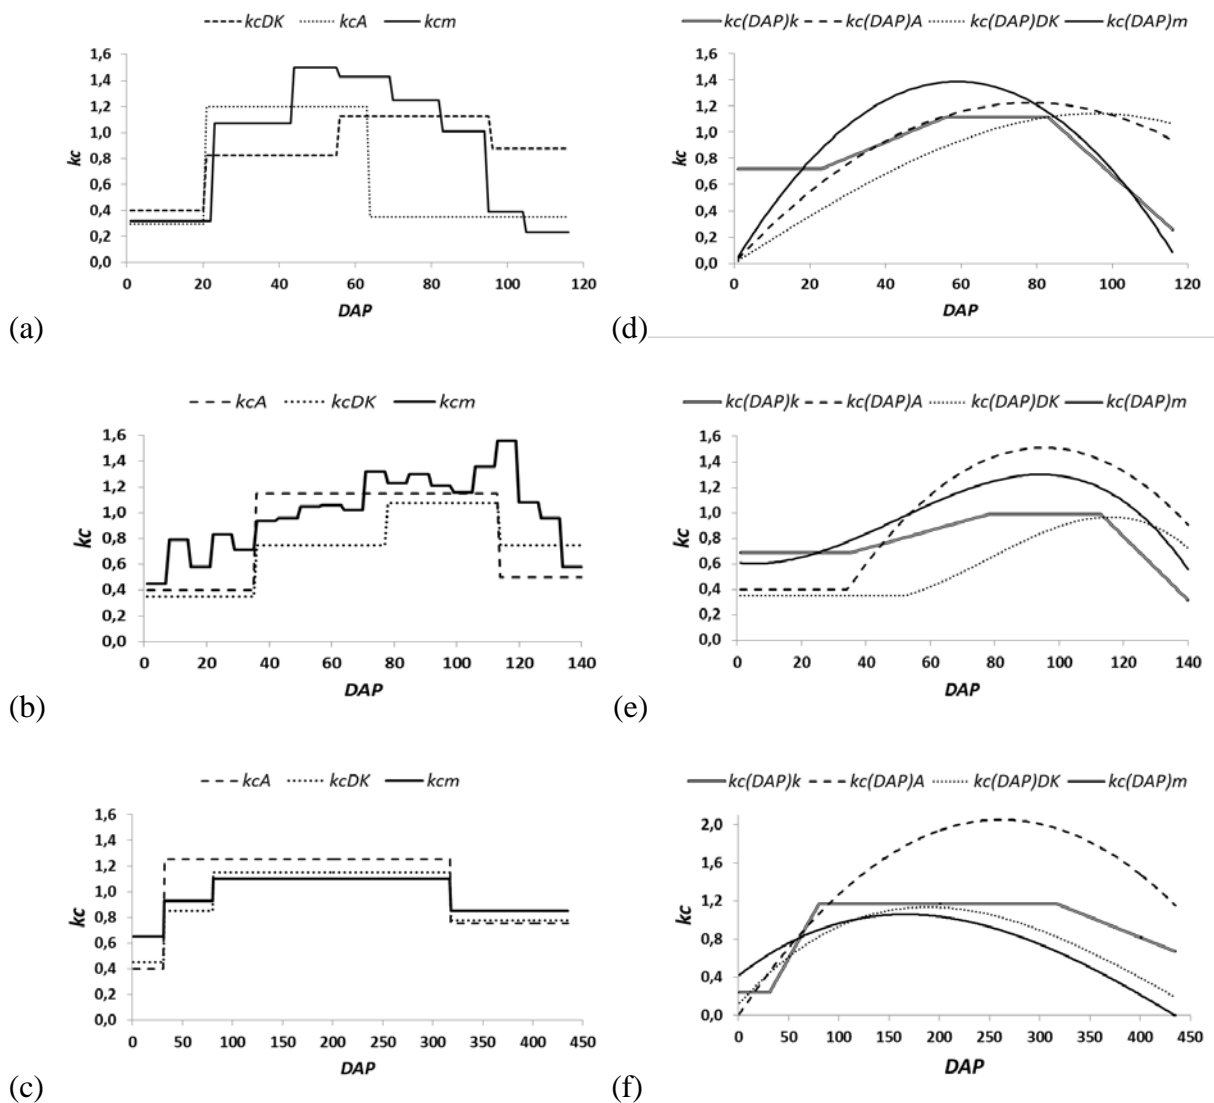 kcDK kcA kcm
1,6
1,4
1,2
1,0
0,8
0,6
0,4
0,2
0,0
kc
0 20 40 60 80 100 120
DAP
(a)
kc(DAP)k kc(DAP)A kc(DAP)DK kc(DAP)m
1,6
1,4
1,2
1,0
0,8
0,6
0,4
0,2
0,0
0 20 40 60 80 100 120
DAP
(d)
kcA kcDK kcm
1,6
1,4
1,2
1,0
0,8
0,6
0,4
0,2
0,0
kc
0 20 40 60 80 100 120 140
DAP
(b)
kc(DAP)k kc(DAP)A kc(DAP)DK kc(DAP)m
1,6
1,4
1,2
1,0
0,8
0,6
0,4
0,2
0,0
kc
0 20 40 60 80 100 120 140
DAP
(e)
kcA kcDK kcm
1,6
1,4
1,2
1,0
0,8
0,6
0,4
0,2
0,0
kc
0 50 100 150 200 250 300 350 400 450
DAP
(c)
kc(DAP)k kc(DAP)A kc(DAP)DK kc(DAP)m
2,0
1,6
1,2
0,8
0,4
0,0
kc
0 50 100 150 200 250 300 350 400 450
DAP
(f)